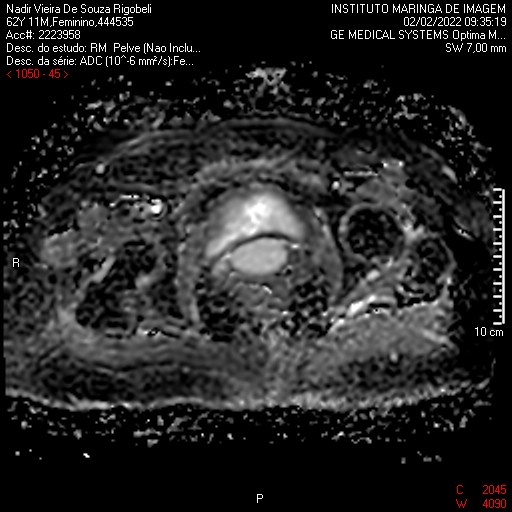 Nadir Vieira De Souza Rigobeli
62Y 11M,Feminino,444535
Acc#: 2223958
Desc. do estudo: RM  Pelve (Nao Inclu...
Desc. da série: ADC (10^-6 mm²/s):Fe...
< 1050 - 45 >
INSTITUTO MARINGA DE IMAGEM
02/02/2022 09:35:19
GE MEDICAL SYSTEMS Optima M...
SW 7,00 mm
R
10 cm
P
C 2045
W 4090